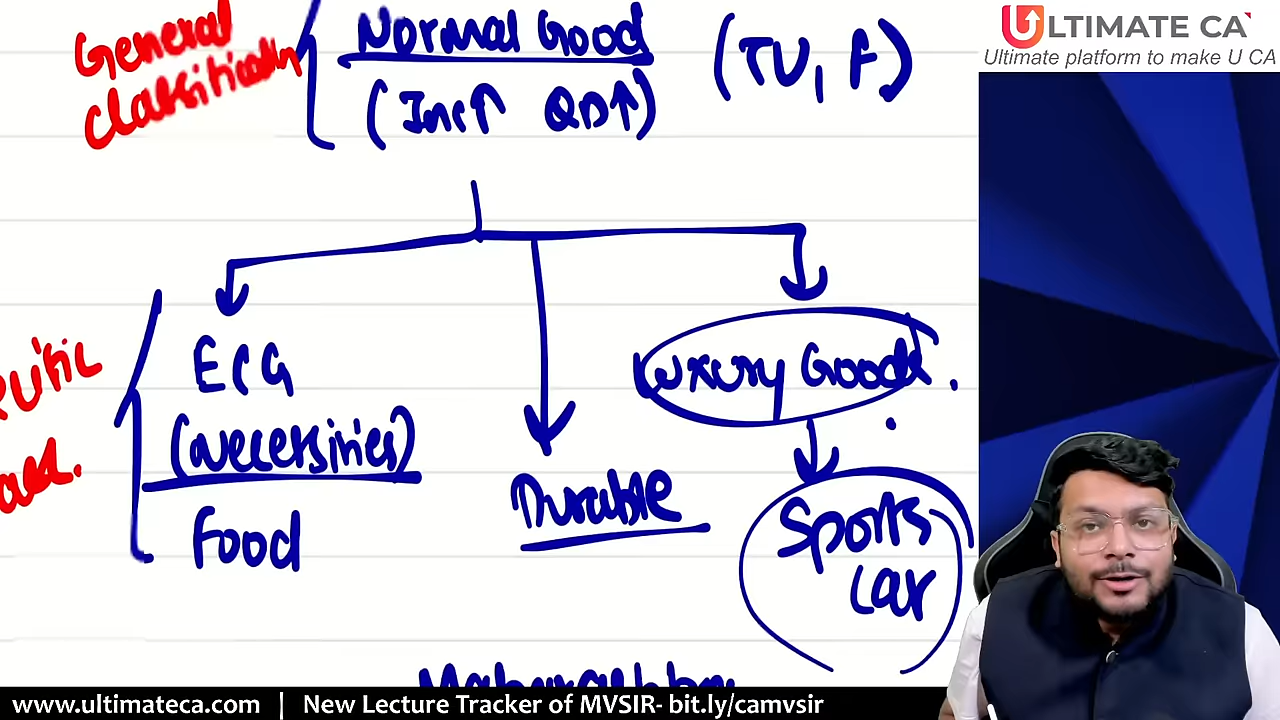 ULTIMATE CA
Ultimate platform to make U CA
General
classification
Normal Good
(Inc↑ QD↑)
(TV, F)
ECG
(Necessities)
Food
Durable
Luxury Goods.
Sports
car
www.ultimateca.com | New Lecture Tracker of MVSIR- bit.ly/camvsir